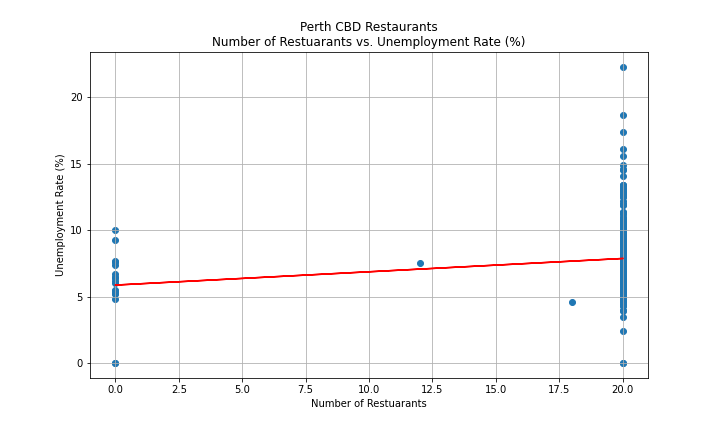 Perth CBD Restaurants
Number of Restuarants vs. Unemployment Rate (%)
Unemployment Rate (%)
20
15
10
5
0
0.0 2.5 5.0 7.5 10.0 12.5 15.0 17.5 20.0
Number of Restuarants